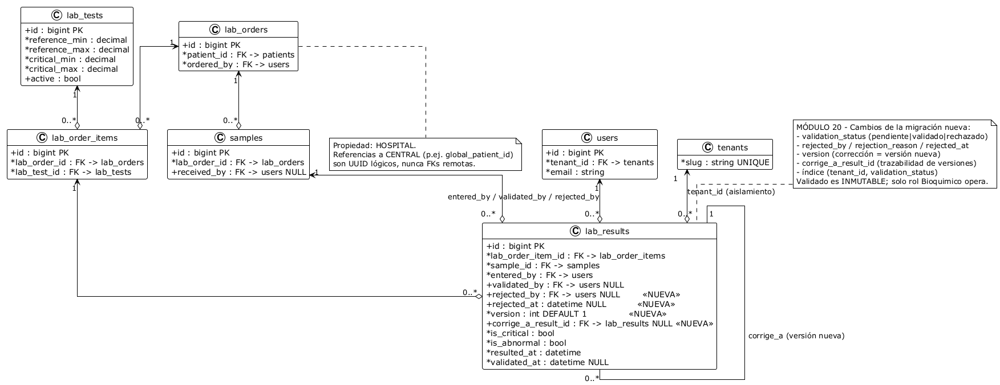 C lab_tests
+id : bigint PK
*reference_min : decimal
*reference_max : decimal
*critical_min : decimal
*critical_max : decimal
+active : bool
C lab_orders
+id : bigint PK
*patient_id : FK -> patients
*ordered_by : FK -> users
1
1
1
0..*
0..*
0..*
C lab_order_items
+id : bigint PK
*lab_order_id : FK -> lab_orders
*lab_test_id : FK -> lab_tests
C samples
+id : bigint PK
*lab_order_id : FK -> lab_orders
+received_by : FK -> users NULL
Propiedad: HOSPITAL.
Referencias a CENTRAL (p.ej. global_patient_id)
son UUID lógicos, nunca FKs remotas.
C users
+id : bigint PK
*tenant_id : FK -> tenants
*email : string
C tenants
*slug : string UNIQUE
MÓDULO 20 - Cambios de la migración nueva:
- validation_status (pendiente|validado|rechazado)
- rejected_by / rejection_reason / rejected_at
- version (corrección = versión nueva)
- corrige_a_result_id (trazabilidad de versiones)
- índice (tenant_id, validation_status)
Validado es INMUTABLE; solo rol Bioquimico opera.
1
1
1
1
entered_by / validated_by / rejected_by
tenant_id (aislamiento)
0..*
0..*
0..*
1
C lab_results
+id : bigint PK
*lab_order_item_id : FK -> lab_order_items
*sample_id : FK -> samples
*entered_by : FK -> users
+validated_by : FK -> users NULL
+rejected_by : FK -> users NULL «NUEVA»
+rejected_at : datetime NULL «NUEVA»
*version : int DEFAULT 1 «NUEVA»
+corrige_a_result_id : FK -> lab_results NULL «NUEVA»
*is_critical : bool
*is_abnormal : bool
*resulted_at : datetime
*validated_at : datetime NULL
0..*
corrige_a (versión nueva)
0..*